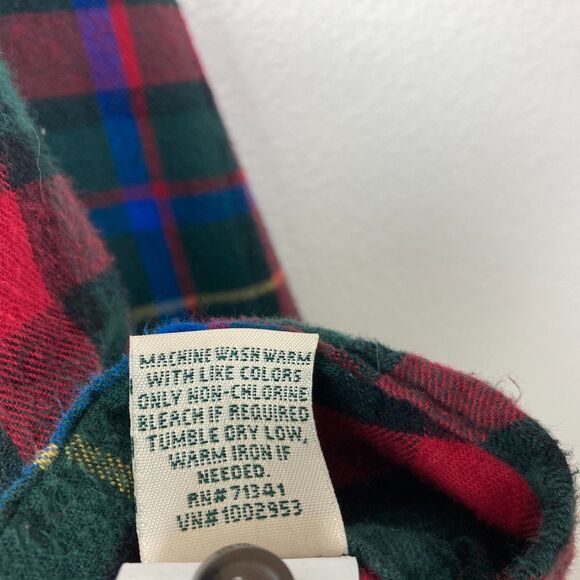 MACHINE WASH WARM
WITH LIKE COLORS
ONLY NON-CHLORINE
BLEACH IF REQUIRED
TUMBLE DRY LOW,
WARM IRON IF
NEEDED.
RN# 71341
VN#1002953